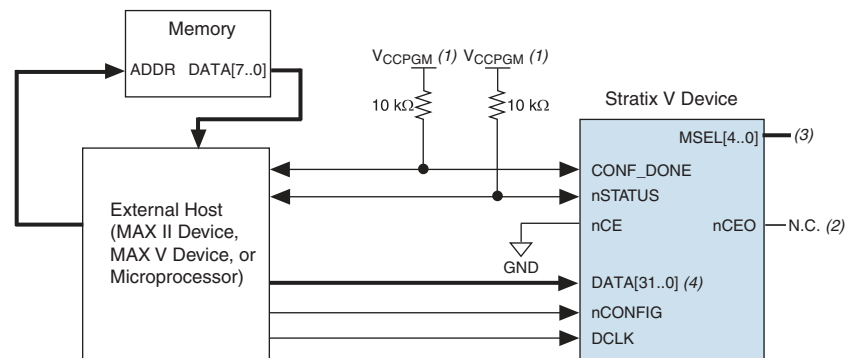 Memory
ADDR DATA[7..0]
VCCPGM (1) VCCPGM (1)
10 kΩ 10 kΩ
Stratix V Device
MSEL[4..0] (3)
CONF_DONE
nSTATUS
nCE nCEO N.C. (2)
GND
External Host
(MAX II Device,
MAX V Device, or
Microprocessor)
DATA[31..0] (4)
nCONFIG
DCLK